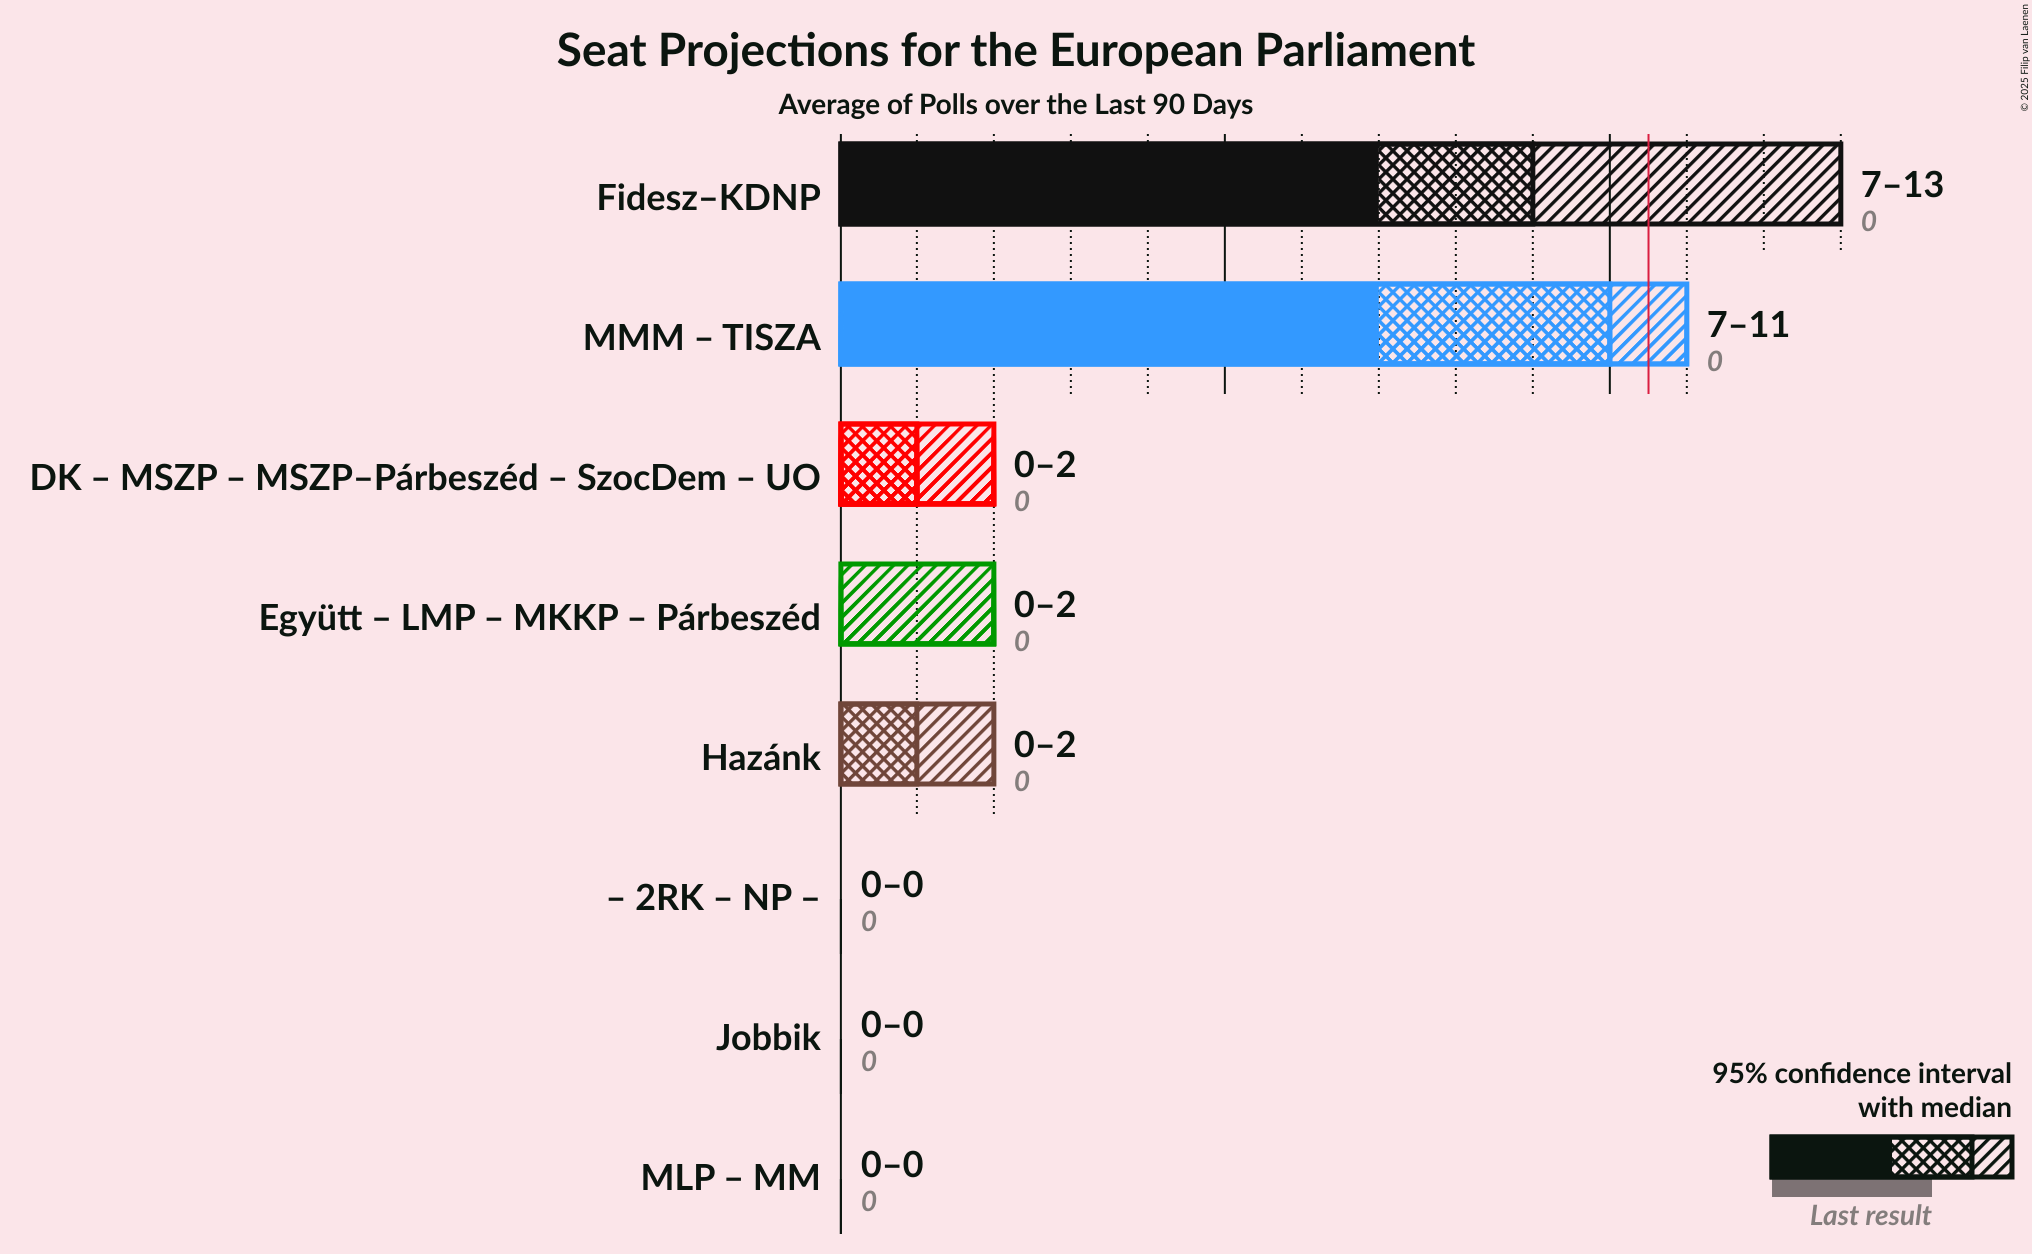 Seat Projections for the European Parliament
Average of Polls over the Last 90 Days
© 2025 Filip van Laenen
Fidesz–KDNP
7–13
0
MMM – TISZA
7–11
0
DK – MSZP – MSZP–Párbeszéd – SzocDem – UO
0–2
0
Együtt – LMP – MKKP – Párbeszéd
0–2
0
Hazánk
0–2
0
– 2RK – NP –
0–0
0
Jobbik
0–0
0
MLP – MM
0–0
0
95% confidence interval
with median
Last result